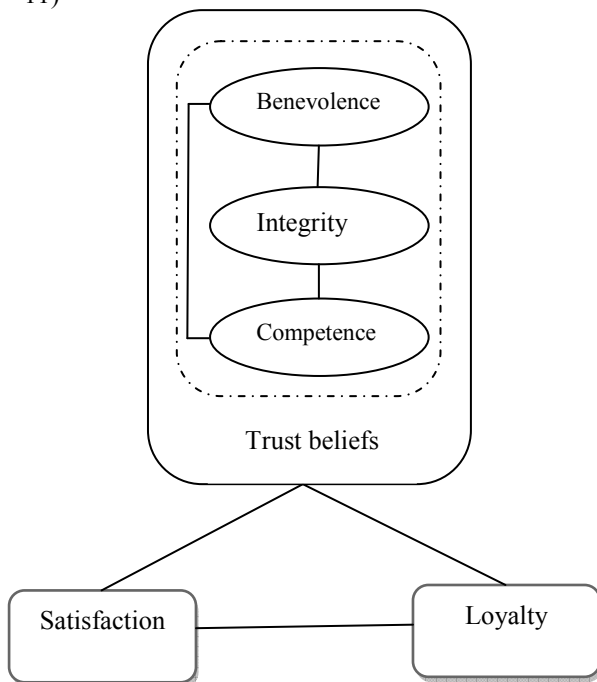 Benevolence
Integrity
Competence
Trust beliefs
Satisfaction
Loyalty